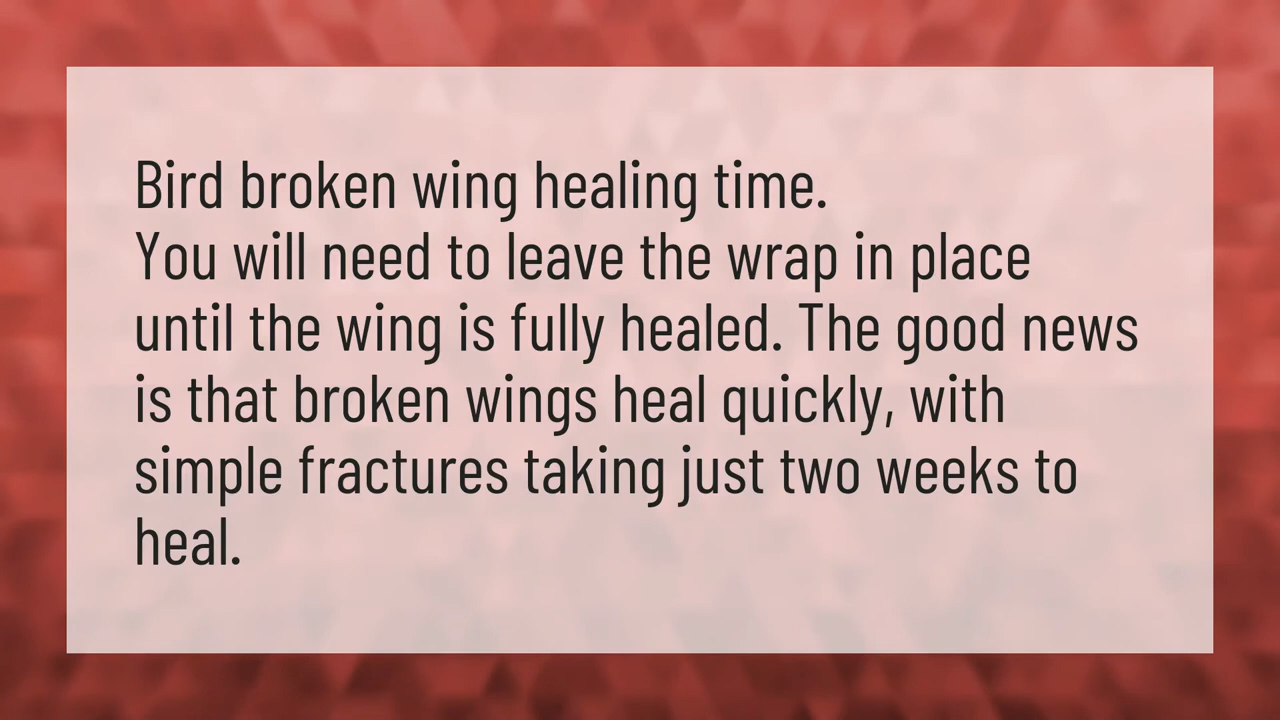 Bird broken wing healing time.
You will need to leave the wrap in place
until the wing is fully healed. The good news
is that broken wings heal quickly, with
simple fractures taking just two weeks to
heal.